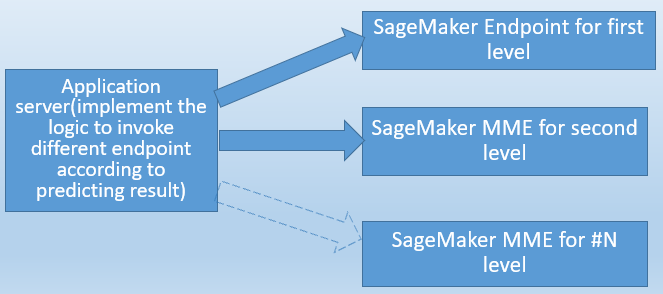 Application
server(implement the
logic to invoke
different endpoint
according to
predicting result)
SageMaker Endpoint for first
level
SageMaker MME for second
level
SageMaker MME for #N
level